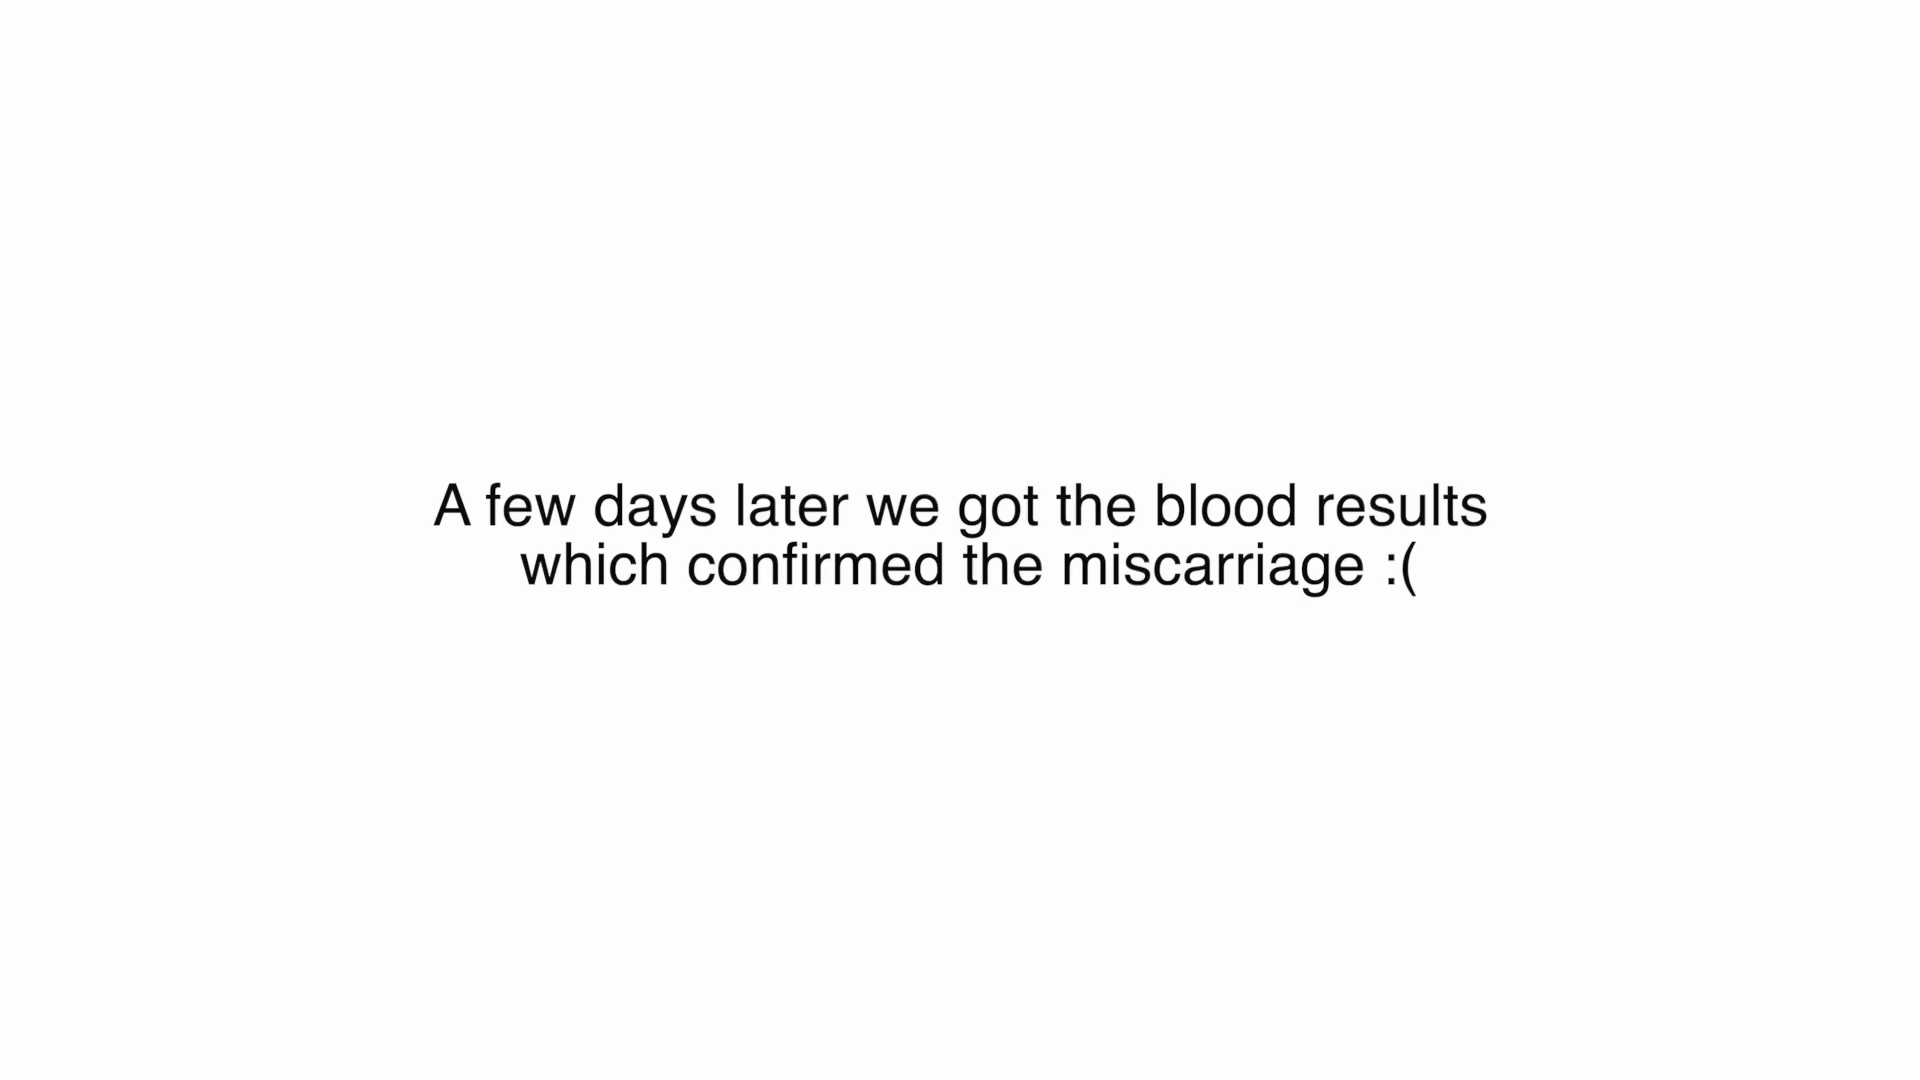 A few days later we got the blood results
which confirmed the miscarriage :(